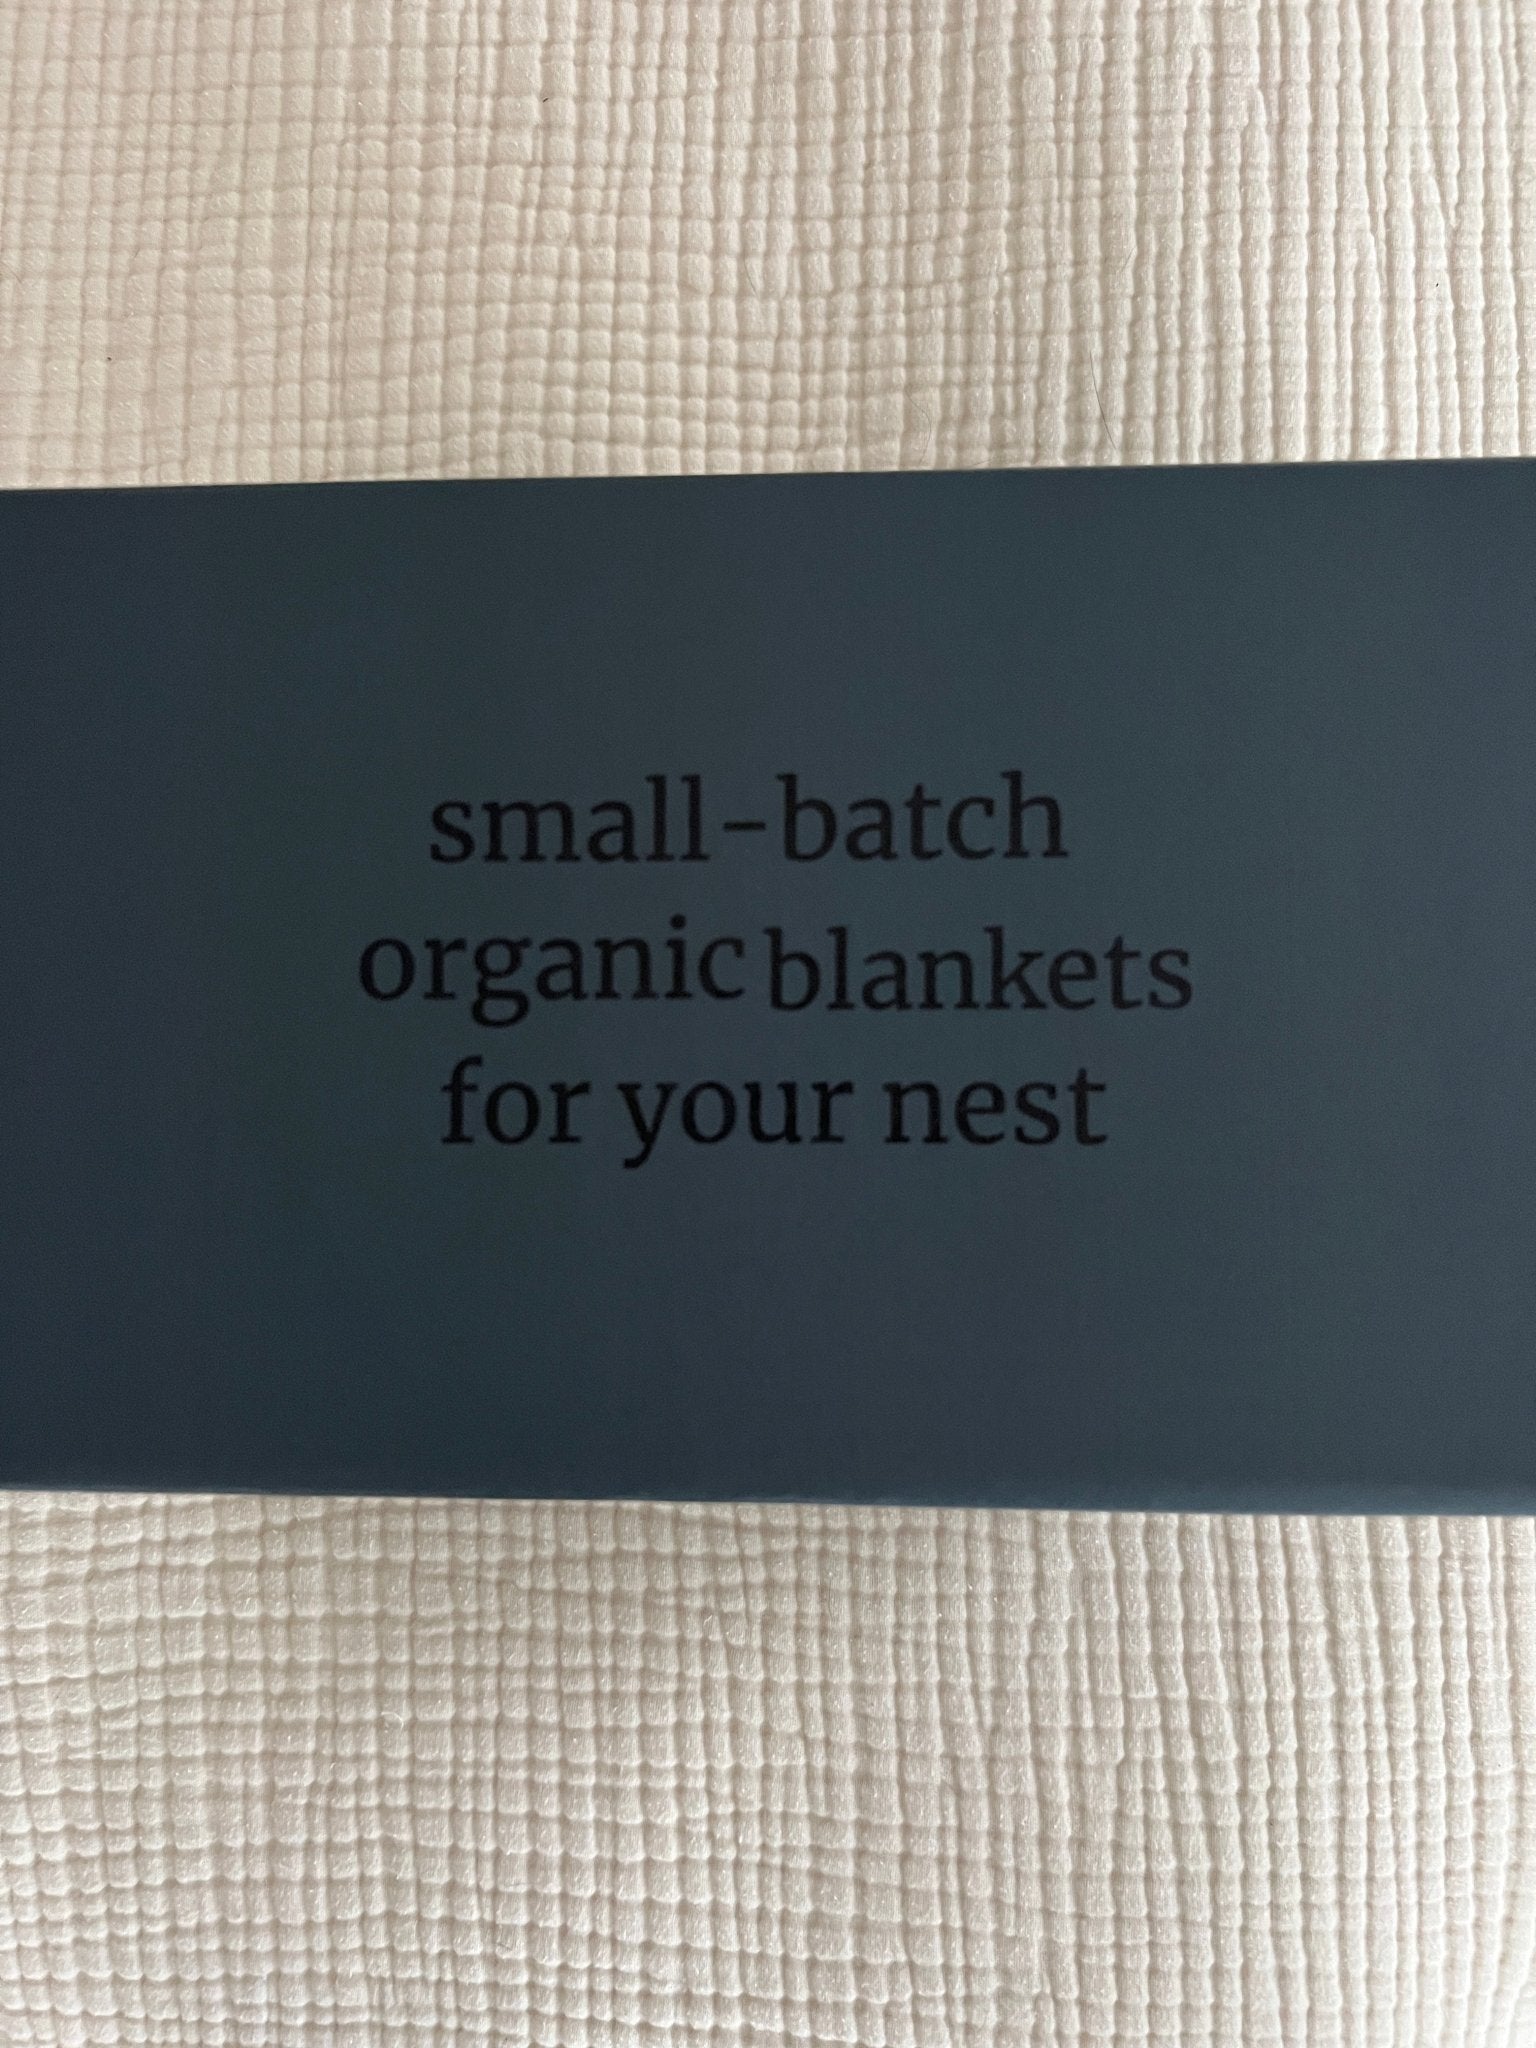 small-batch
organic blankets
for your nest